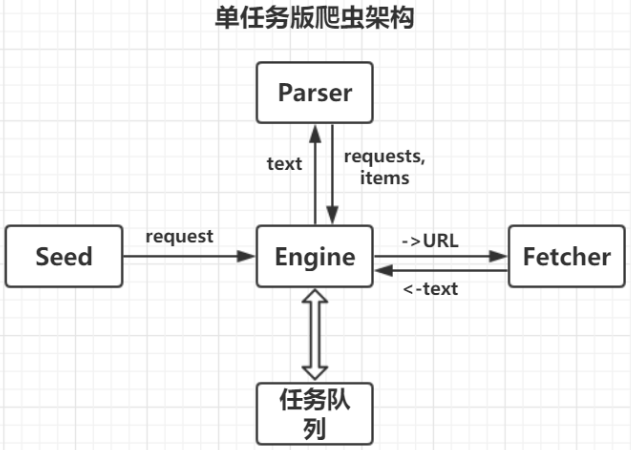 单任务版爬虫架构
Parser
text
requests,
items
Seed
request
Engine
->URL
<-text
Fetcher
任务队
列